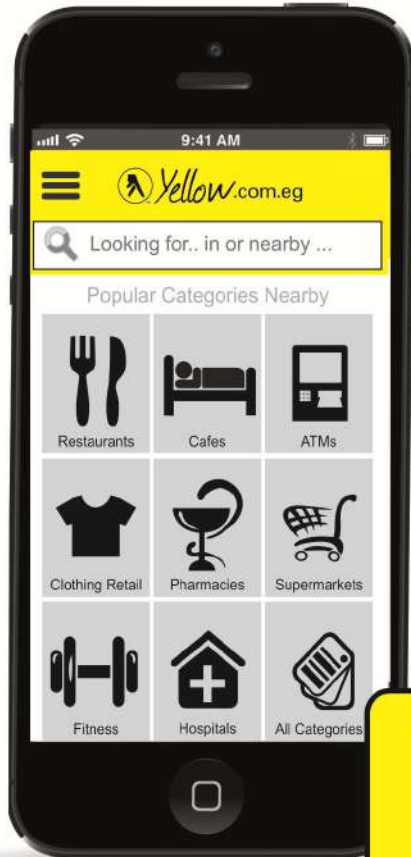 9:41 AM
Yellow.com.eg
Looking for.. in or nearby ...
Popular Categories Nearby
Restaurants
Cafes
ATMs
Clothing Retail
Pharmacies
Supermarkets
Fitness
Hospitals
All Categories